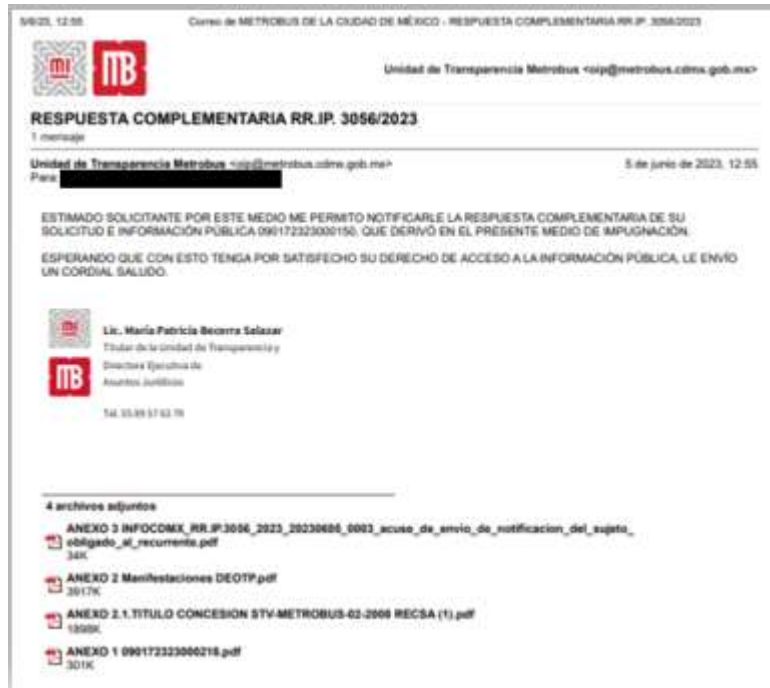 5/6/23, 12:55 Correo de METROBUS DE LA CIUDAD DE MÉXICO - RESPUESTA COMPLEMENTARIA RR.IP. 3056/2023
Unidad de Transparencia Metrobus <oip@metrobus.cdmx.gob.mx>
RESPUESTA COMPLEMENTARIA RR.IP. 3056/2023
1 mensaje
Unidad de Transparencia Metrobus <oip@metrobus.cdmx.gob.mx> 5 de junio de 2023, 12:55
Para:
ESTIMADO SOLICITANTE POR ESTE MEDIO ME PERMITO NOTIFICARLE LA RESPUESTA COMPLEMENTARIA DE SU
SOLICITUD E INFORMACIÓN PÚBLICA 090172323000150, QUE DERIVÓ EN EL PRESENTE MEDIO DE IMPUGNACIÓN.
ESPERANDO QUE CON ESTO TENGA POR SATISFECHO SU DERECHO DE ACCESO A LA INFORMACIÓN PÚBLICA, LE ENVÍO
UN CORDIAL SALUDO.
Lic. María Patricia Becerra Salazar
Titular de la Unidad de Transparencia y
Directora Ejecutiva de
Asuntos Jurídicos
Tel.
4 archivos adjuntos
ANEXO 3 INFOCDMX_RR.IP.3056_2023_20230605_0003_acuse_de_envio_de_notificacion_del_sujeto_
obligado_al_recurrente.pdf
34K
ANEXO 2 Manifestaciones DEOTP.pdf
3917K
ANEXO 2.1.TITULO CONCESION STV-METROBUS-02-2008 RECSA (1).pdf
1898K
ANEXO 1 090172323000218.pdf
301K